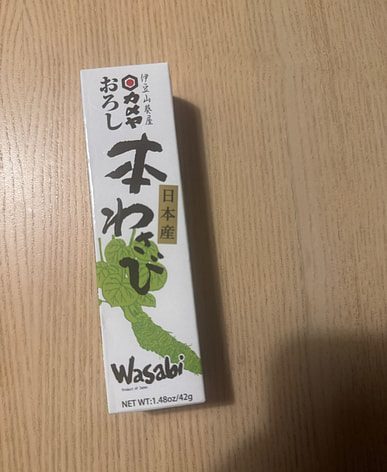 伊豆山葵屋
カメヤ
おろし
本わさび
日本産
Wasabi
Product of Japan
NET WT:1.48oz/42g